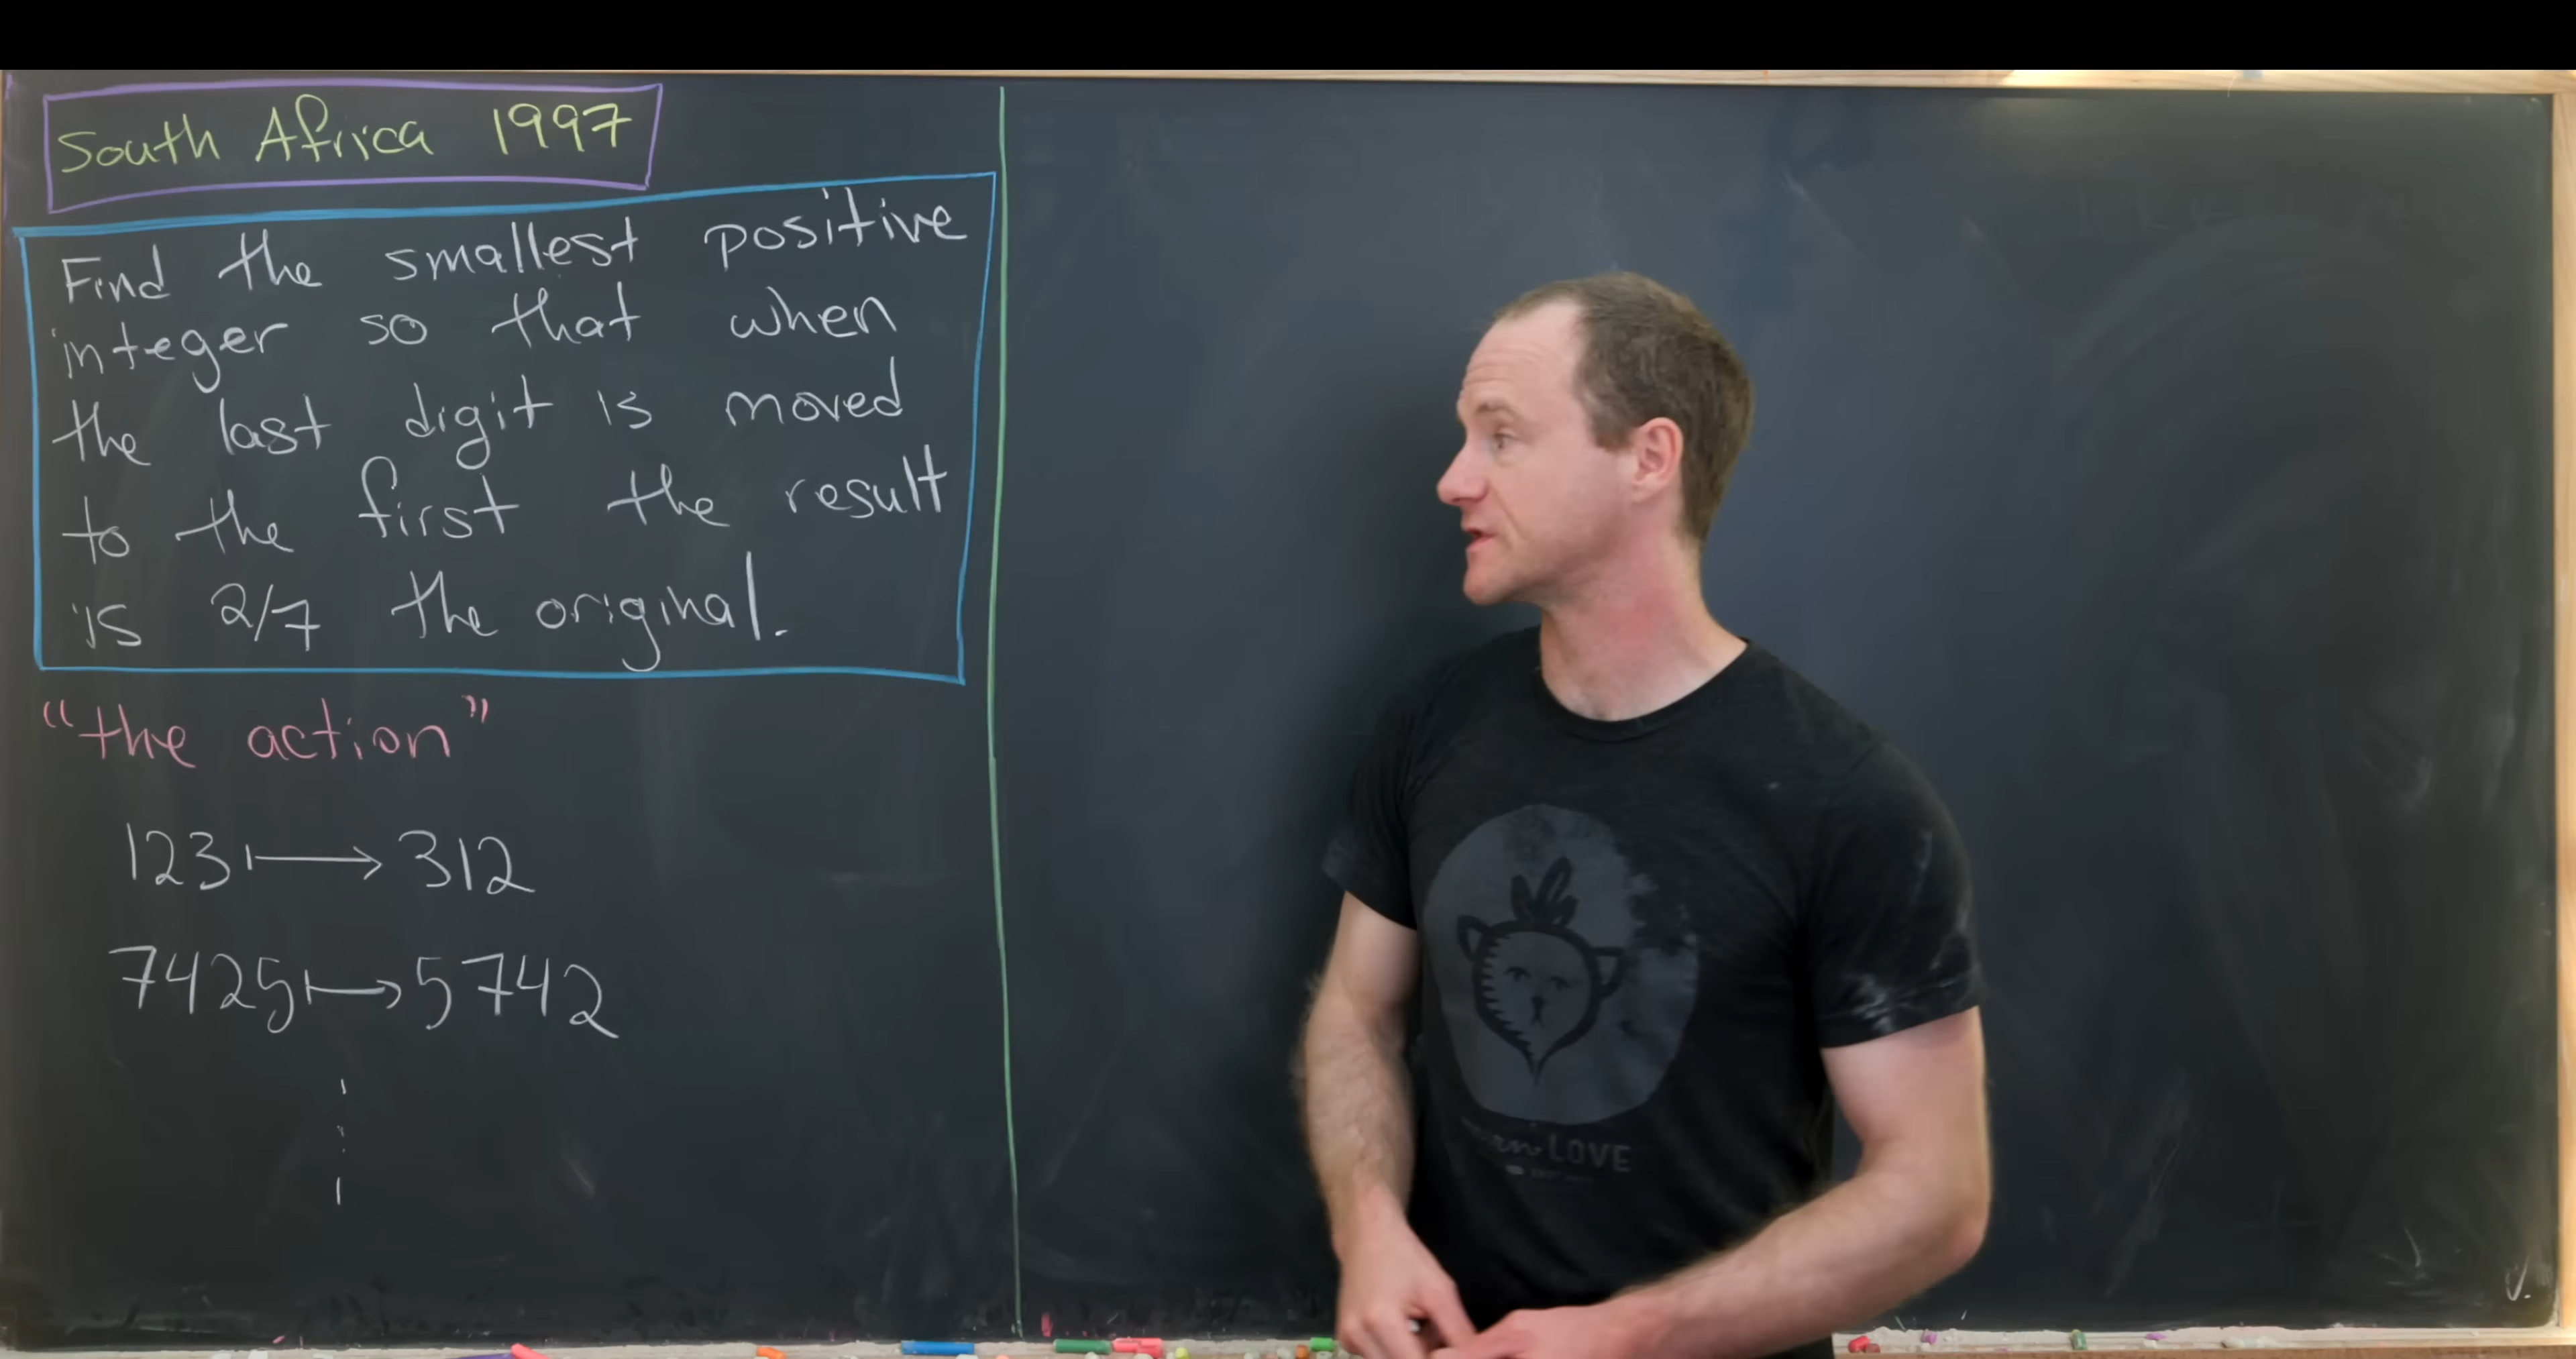 South Africa 1997
Find the smallest positive
integer so that when
the last digit is moved
to the first the result
is 2/7 the original.
"the action"
123 ↦ 312
7425 ↦ 5742
LOVE